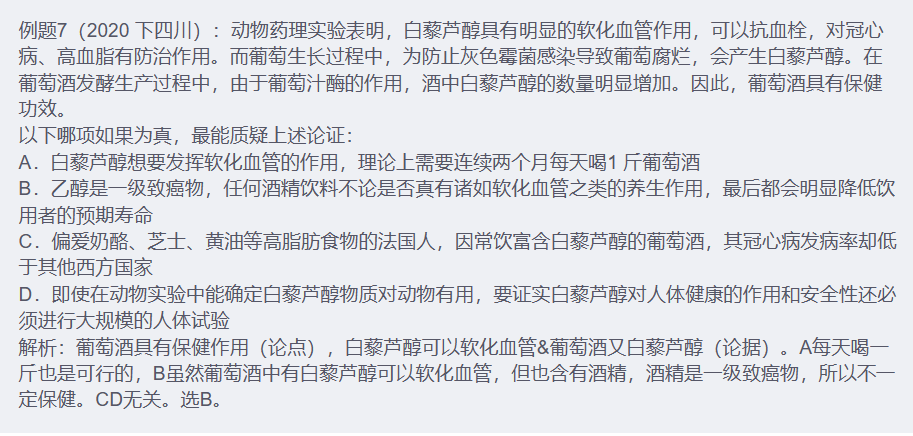 例题7（2020 下四川）：动物药理实验表明，白藜芦醇具有明显的软化血管作用，可以抗血栓，对冠心
病、高血脂有防治作用。而葡萄生长过程中，为防止灰色霉菌感染导致葡萄腐烂，会产生白藜芦醇。在
葡萄酒发酵生产过程中，由于葡萄汁酶的作用，酒中白藜芦醇的数量明显增加。因此，葡萄酒具有保健
功效。
以下哪项如果为真，最能质疑上述论证：
A．白藜芦醇想要发挥软化血管的作用，理论上需要连续两个月每天喝1 斤葡萄酒
B．乙醇是一级致癌物，任何酒精饮料不论是否真有诸如软化血管之类的养生作用，最后都会明显降低饮
用者的预期寿命
C．偏爱奶酪、芝士、黄油等高脂肪食物的法国人，因常饮富含白藜芦醇的葡萄酒，其冠心病发病率却低
于其他西方国家
D．即使在动物实验中能确定白藜芦醇物质对动物有用，要证实白藜芦醇对人体健康的作用和安全性还必
须进行大规模的人体试验
解析：葡萄酒具有保健作用（论点），白藜芦醇可以软化血管&葡萄酒又白藜芦醇（论据）。A每天喝一
斤也是可行的，B虽然葡萄酒中有白藜芦醇可以软化血管，但也含有酒精，酒精是一级致癌物，所以不一
定保健。CD无关。选B。